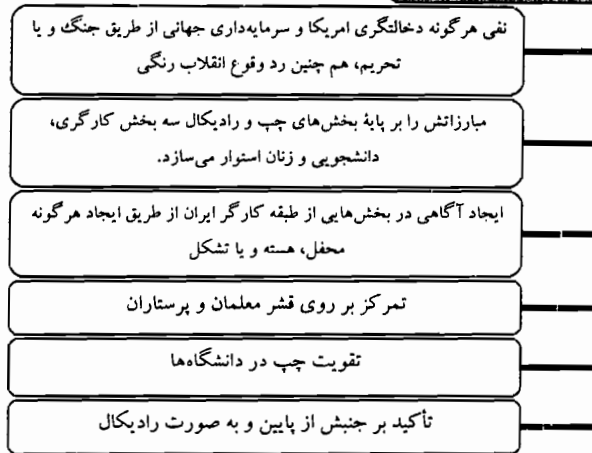 نفی هرگونه دخالتگری امریکا و سرمایه‌داری جهانی از طریق جنگ و یا
تحریم، هم چنین رد وقوع انقلاب رنگی
مبارزاتش را بر پایهٔ بخش‌های چپ و رادیکال سه بخش کارگری،
دانشجویی و زنان استوار می‌سازد.
ایجاد آگاهی در بخش‌هایی از طبقه کارگر ایران از طریق ایجاد هرگونه
محفل، هسته و یا تشکل
تمرکز بر روی قشر معلمان و پرستاران
تقویت چپ در دانشگاه‌ها
تأکید بر جنبش از پایین و به صورت رادیکال